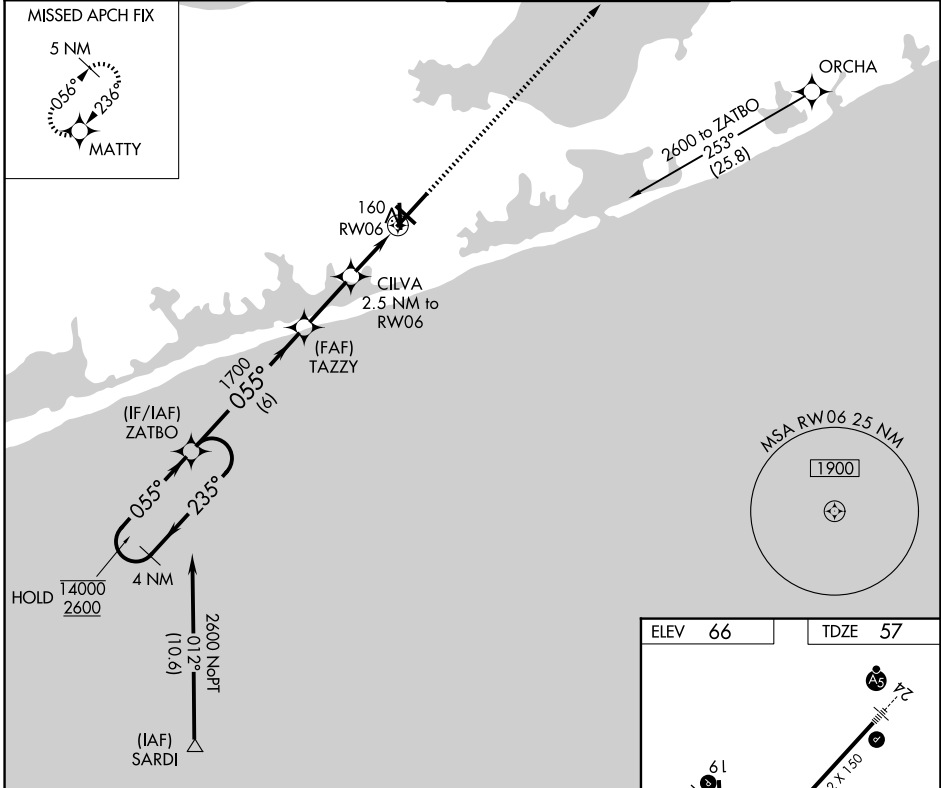 MISSED APCH FIX
5 NM
056°
236°
MATTY
ORCHA
2600 to ZATBO
253°
(25.8)
160
RW06
CILVA
2.5 NM to
RW06
(FAF)
TAZZY
1700
055°
(6)
(IF/IAF)
ZATBO
055°
235°
4 NM
HOLD
14000
2600
2600 NoPT
012°
(10.6)
(IAF)
SARDI
MSA RW06 25 NM
1900
ELEV 66
TDZE 57
A5
24
P
X 150
19
P